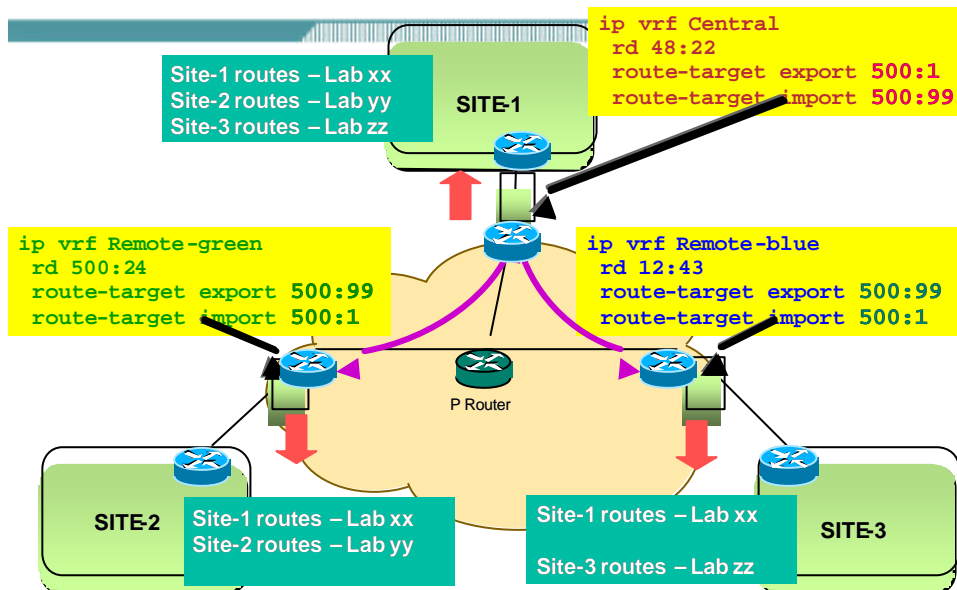 ip vrf Central
rd 48:22
route-target export 500:1
route-target import 500:99
Site-1 routes – Lab xx
Site-2 routes – Lab yy
Site-3 routes – Lab zz
SITE-1
ip vrf Remote-green
rd 500:24
route-target export 500:99
route-target import 500:1
ip vrf Remote-blue
rd 12:43
route-target export 500:99
route-target import 500:1
P Router
SITE-2
Site-1 routes – Lab xx
Site-2 routes – Lab yy
Site-1 routes – Lab xx
Site-3 routes – Lab zz
SITE-3